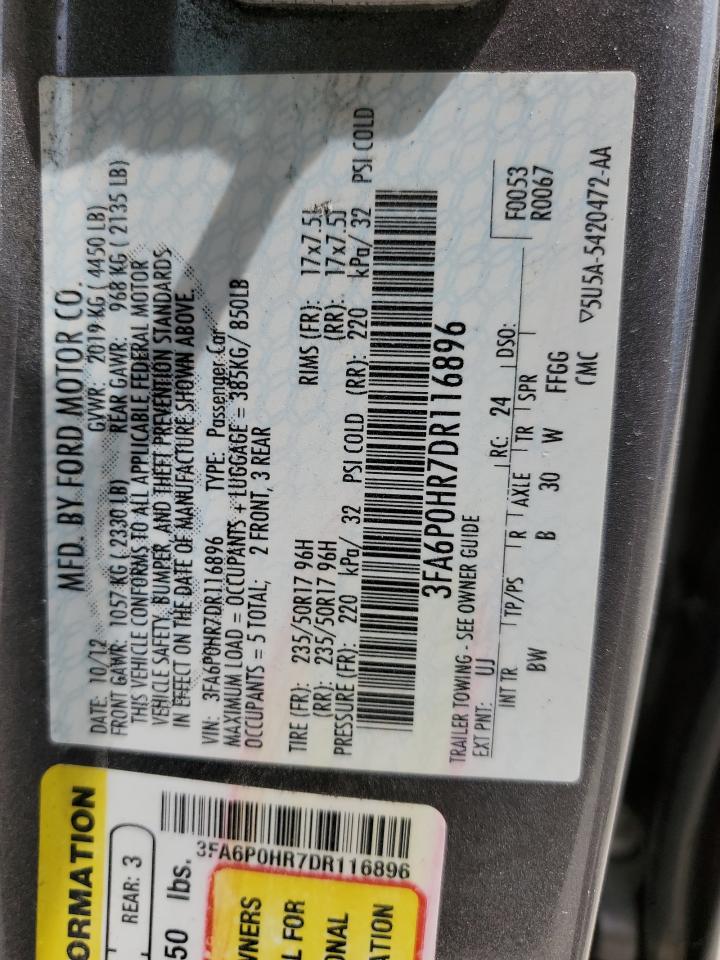 MFD. BY FORD MOTOR CO.
DATE: 10/12 GVWR: 2019 KG ( 4450 LB)
FRONT GAWR: 1057 KG ( 2330 LB) REAR GAWR: 968 KG ( 2135 LB)
THIS VEHICLE CONFORMS TO ALL APPLICABLE FEDERAL MOTOR
VEHICLE SAFETY, BUMPER, AND THEFT PREVENTION STANDARDS
IN EFFECT ON THE DATE OF MANUFACTURE SHOWN ABOVE.
VIN: 3FA6P0HR7DR116896 TYPE: Passenger Car
MAXIMUM LOAD = OCCUPANTS + LUGGAGE = 385KG/ 850LB
OCCUPANTS = 5 TOTAL; 2 FRONT, 3 REAR
TIRE (FR): 235/50R17 96H RIMS (FR): 17x7.5J
(RR): 235/50R17 96H (RR): 17x7.5J
PRESSURE (FR): 220 kPa/ 32 PSI COLD (RR): 220 kPa/ 32 PSI COLD
3FA6P0HR7DR116896
TRAILER TOWING - SEE OWNER GUIDE
EXT PNT: UJ RC: 24 DSO: F0053
R0067
INT TR TP/PS R AXLE TR SPR
BW B 30 W FFGG
CMC ▽5U5A-5420472-AA
ORMATION
REAR: 3
50 lbs.
3FA6P0HR7DR116896
WNERS
L FOR
ONAL
ATION